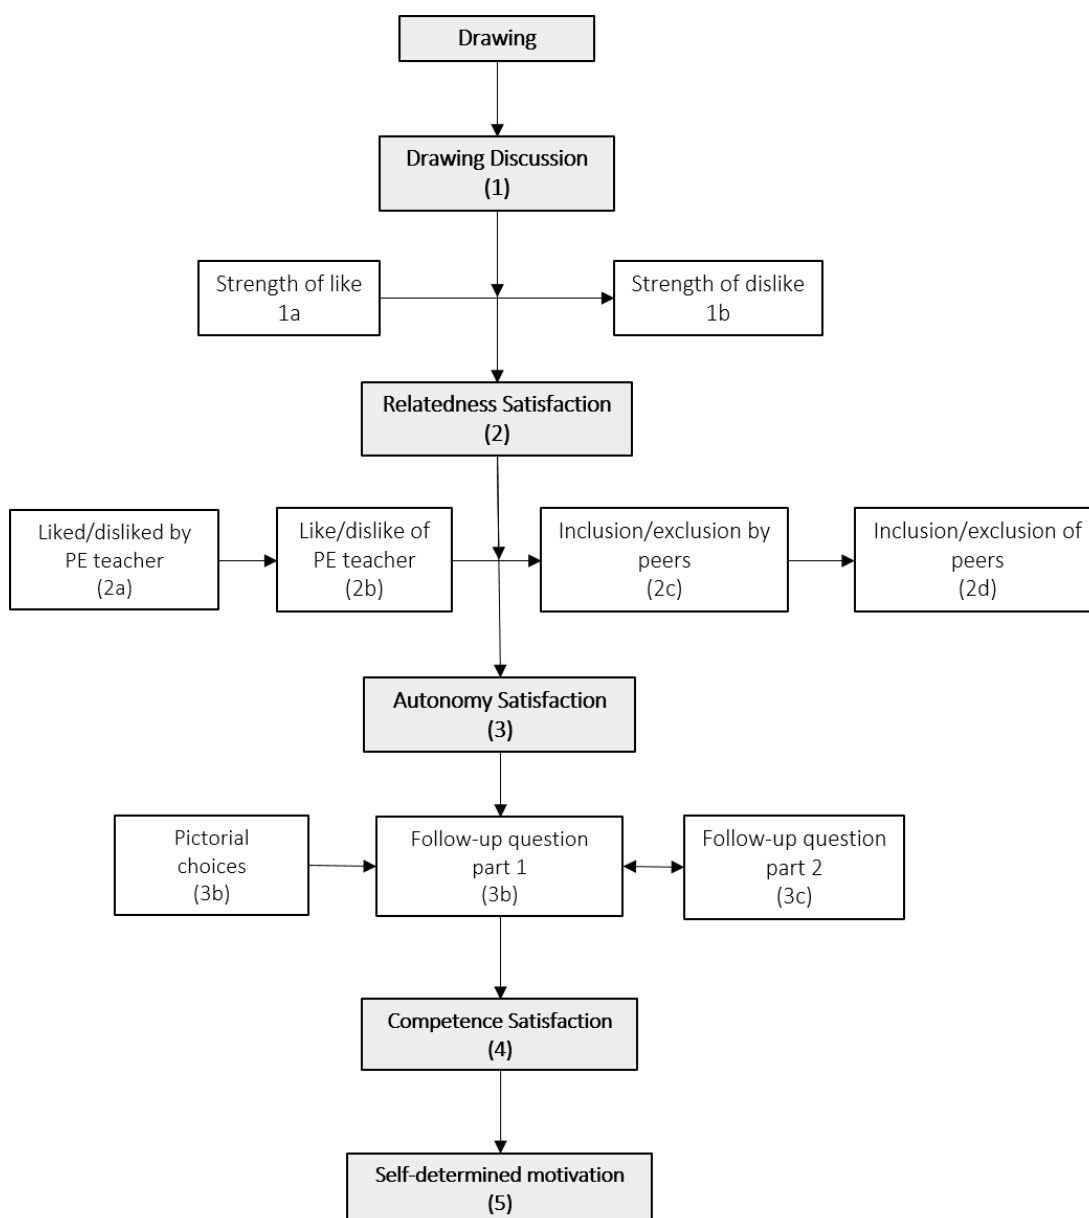 Drawing
Drawing Discussion
(1)
Strength of like
1a
Strength of dislike
1b
Relatedness Satisfaction
(2)
Liked/disliked by
PE teacher
(2a)
Like/dislike of
PE teacher
(2b)
Inclusion/exclusion by
peers
(2c)
Inclusion/exclusion of
peers
(2d)
Autonomy Satisfaction
(3)
Pictorial
choices
(3b)
Follow-up question
part 1
(3b)
Follow-up question
part 2
(3c)
Competence Satisfaction
(4)
Self-determined motivation
(5)